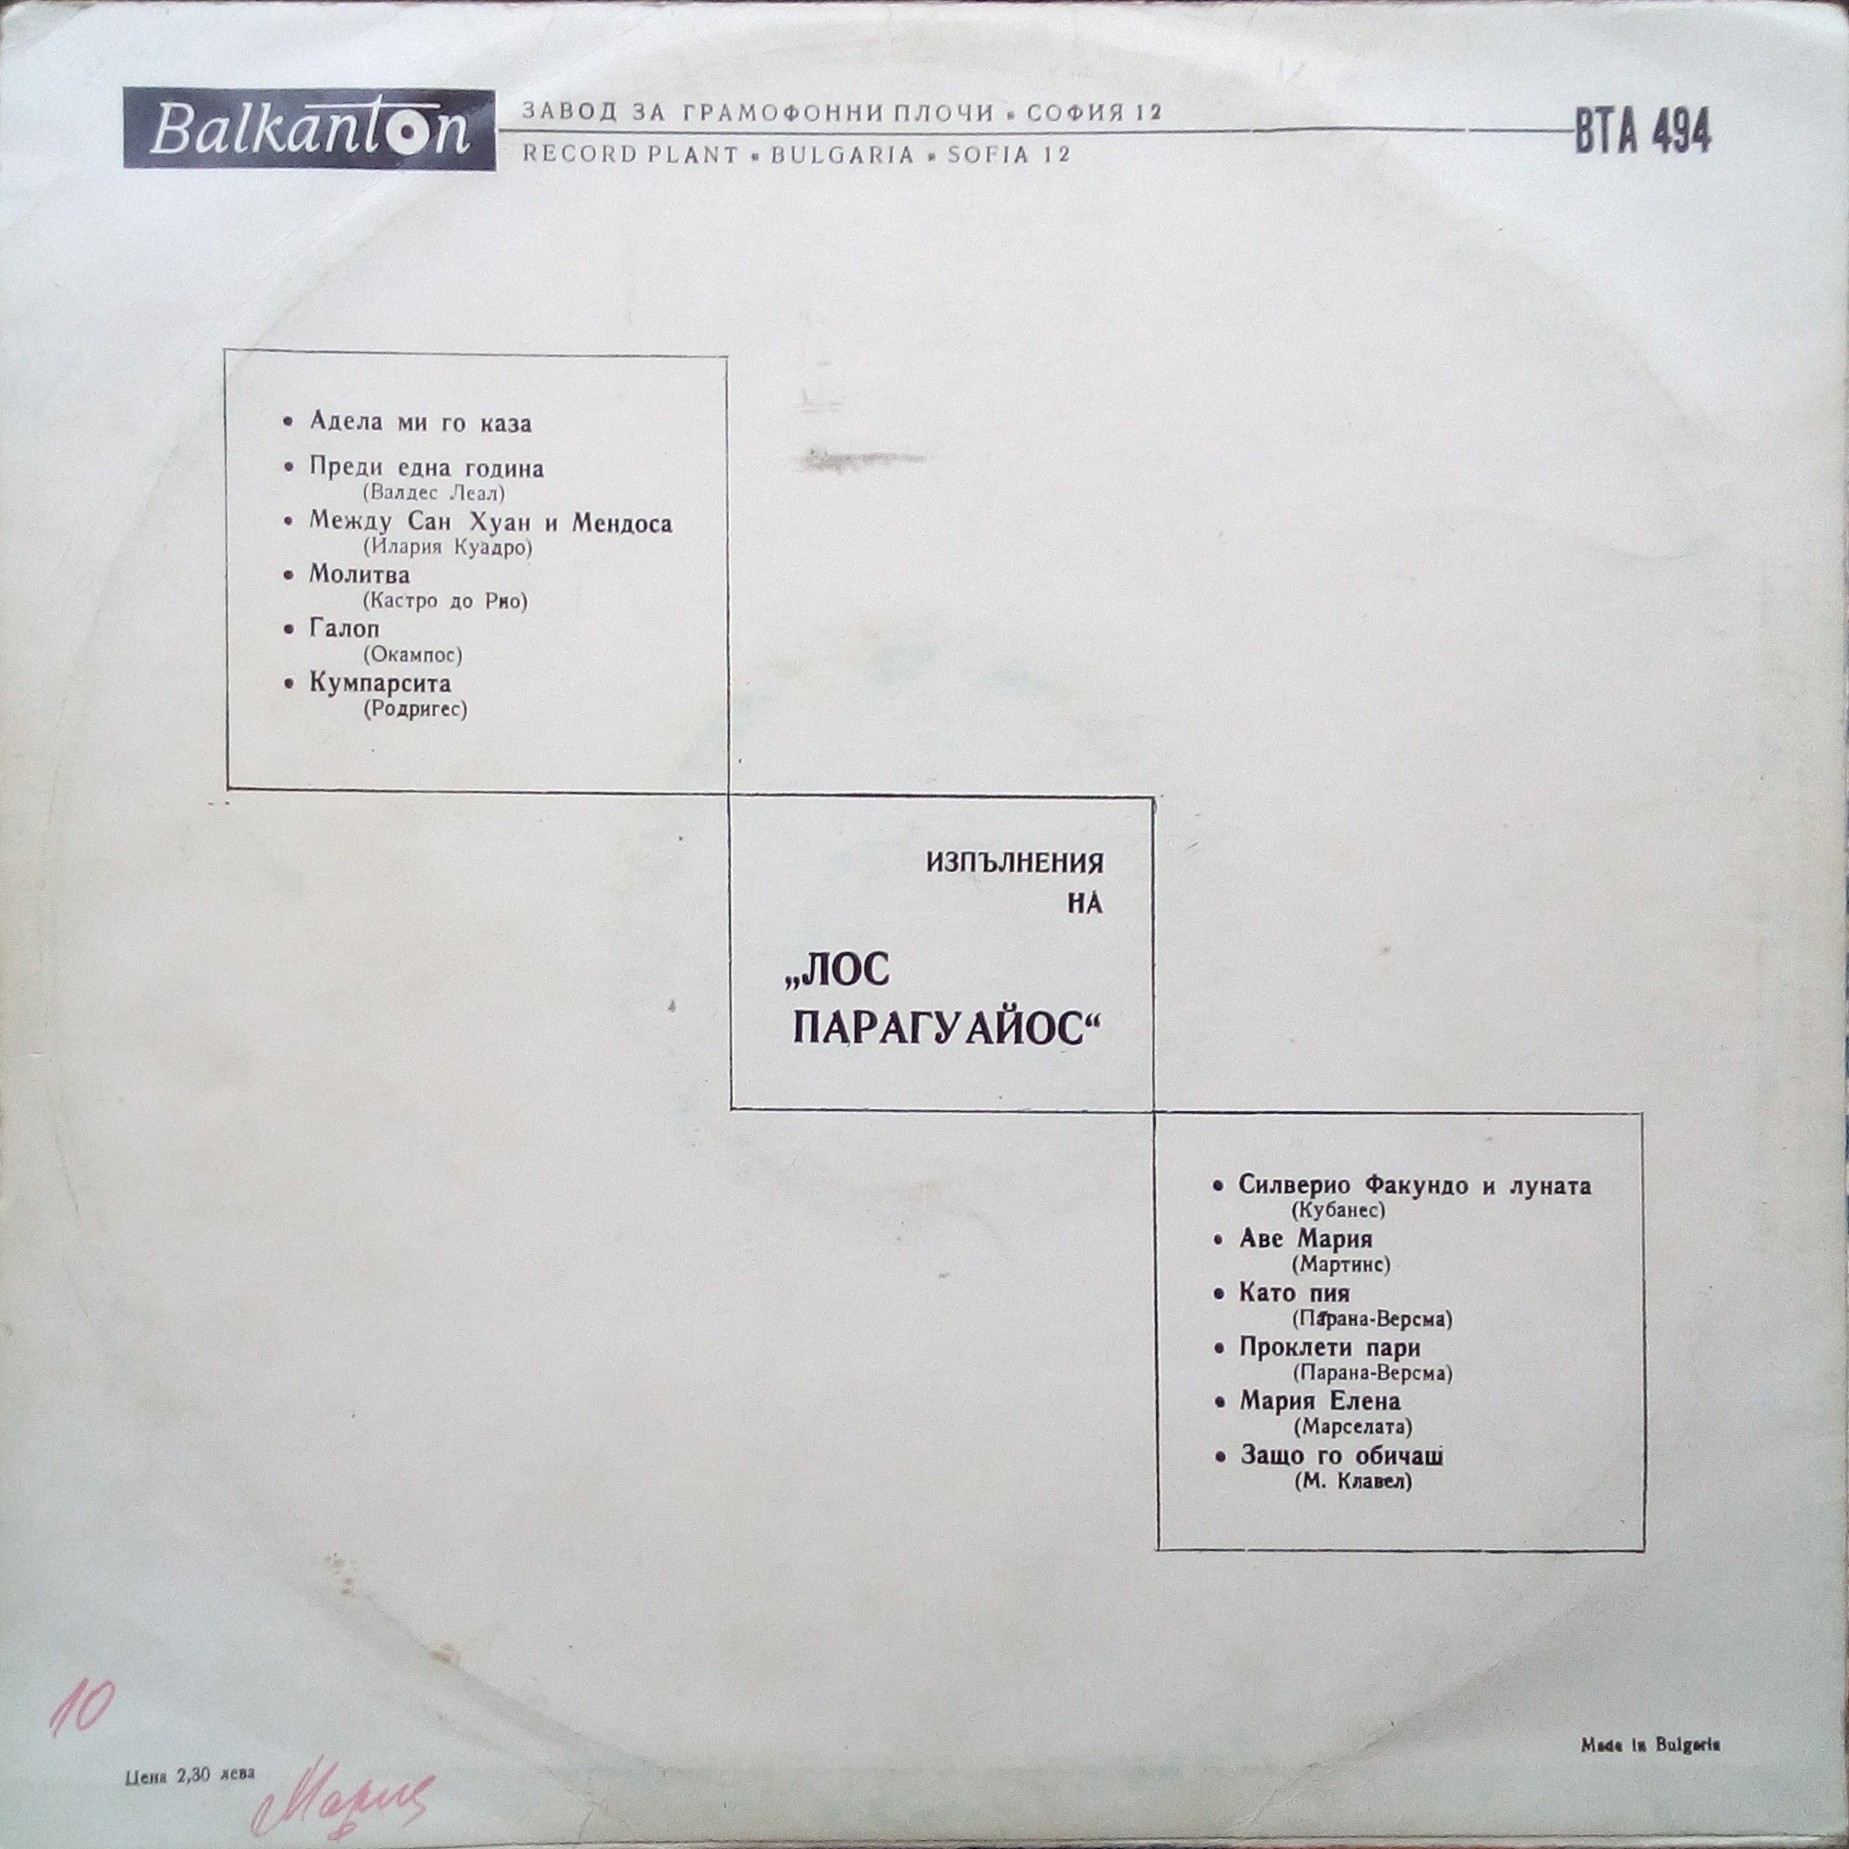 Balkanton
ЗАВОД ЗА ГРАМОФОННИ ПЛОЧИ • СОФИЯ 12
RECORD PLANT • BULGARIA • SOFIA 12
ВТА 494
• Адела ми го каза
• Преди една година
(Валдес Леал)
• Между Сан Хуан и Мендоса
(Илария Куадро)
• Молитва
(Кастро до Рио)
• Галоп
(Окампос)
• Кумпарсита
(Родригес)
ИЗПЪЛНЕНИЯ
НА
„ЛОС
ПАРАГУАЙОС“
• Силверио Факундо и луната
(Кубанес)
• Аве Мария
(Мартинс)
• Като пия
(Парана-Версма)
• Проклети пари
(Парана-Версма)
• Мария Елена
(Марселата)
• Защо го обичаш
(М. Клавел)
10
Цена 2,30 лева
Мария
Made in Bulgaria